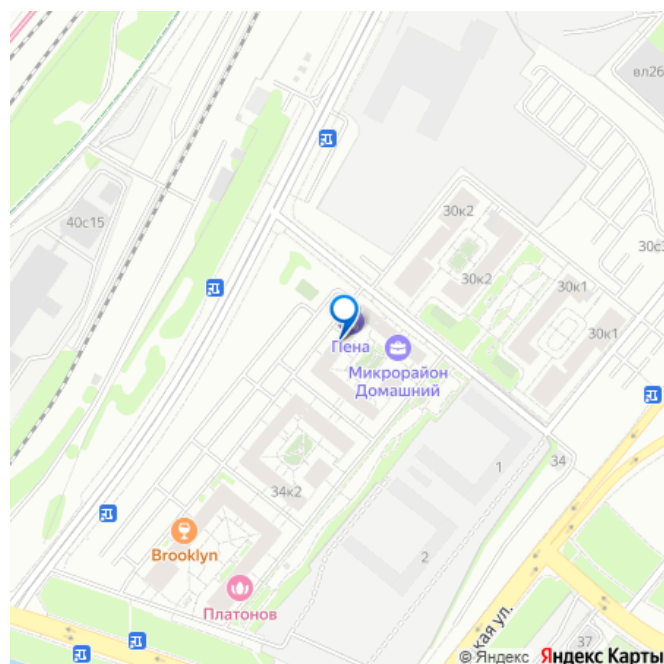 вл26
30к2
40с15
30с3
30к2
30к1
30к1
Пена
Микрорайон
Домашний
34
1
34к2
2
Brooklyn
Платонов
кая ул.
37
© Яндекс Яндекс Карты